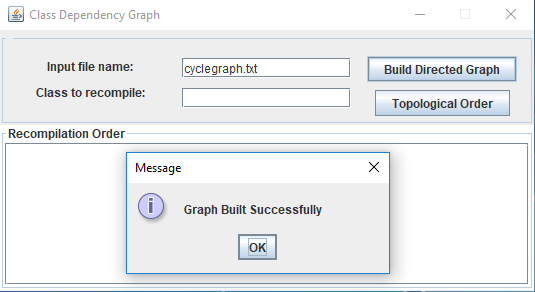 Class Dependency Graph
Input file name:
cyclegraph.txt
Build Directed Graph
Class to recompile:
Topological Order
Recompilation Order
Message
Graph Built Successfully
OK